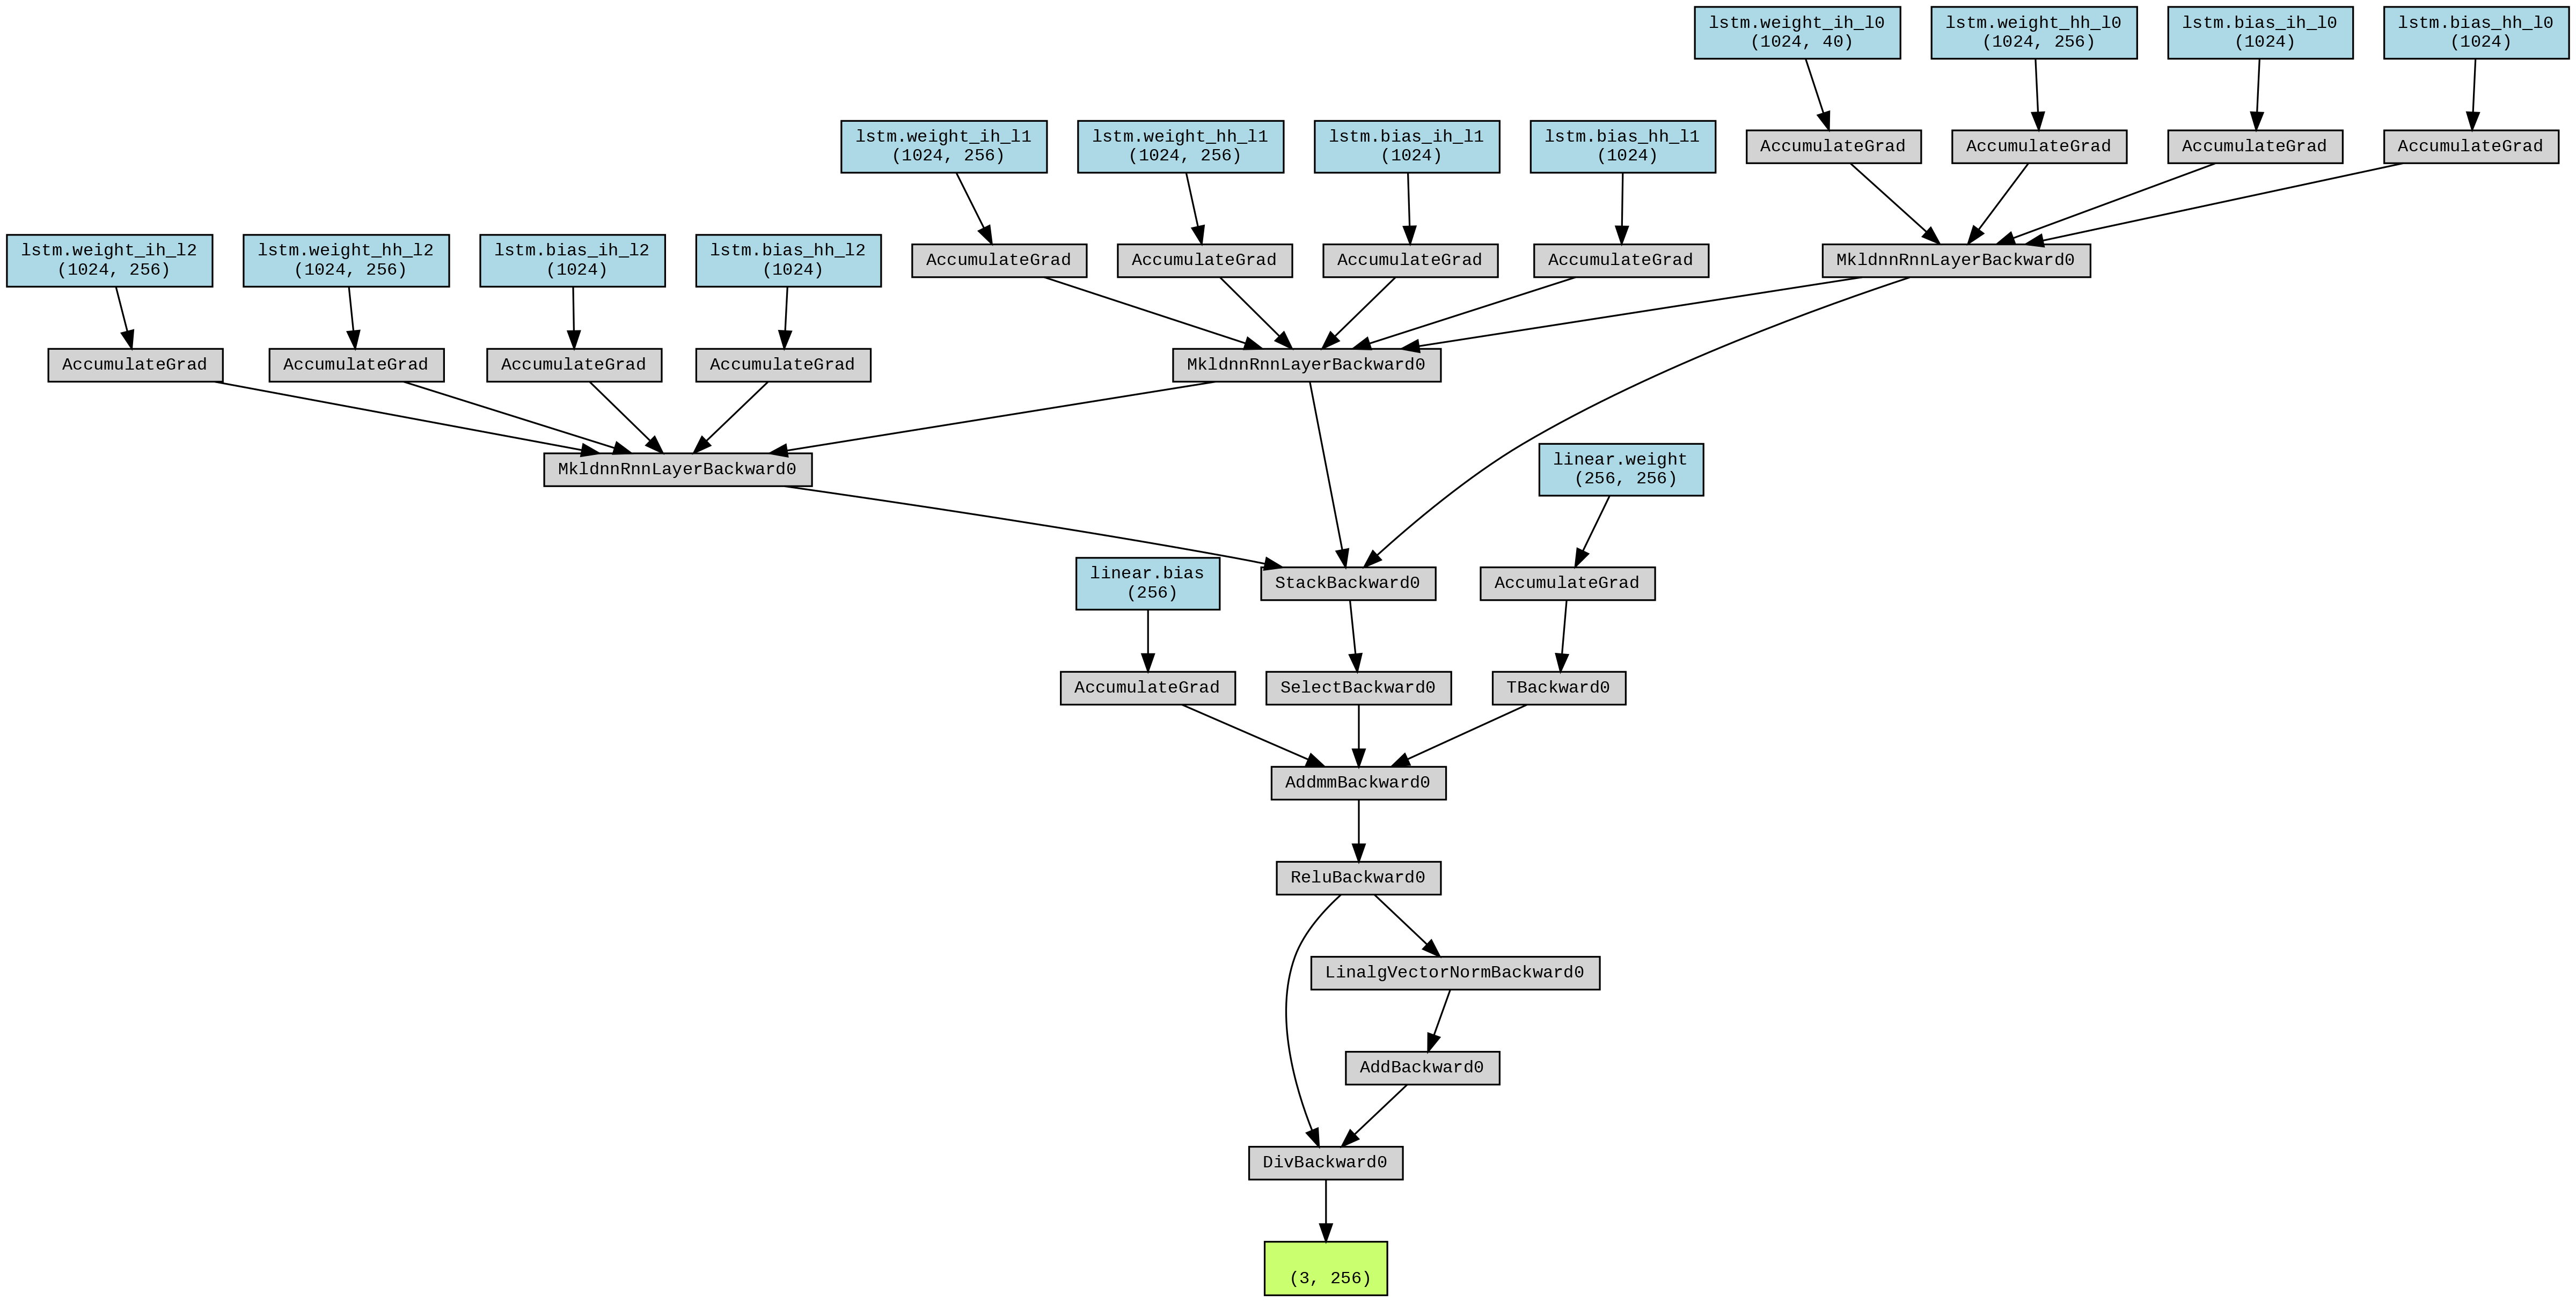 lstm.weight_ih_l0
(1024, 40)
lstm.weight_hh_l0
(1024, 256)
lstm.bias_ih_l0
(1024)
lstm.bias_hh_l0
(1024)
lstm.weight_ih_l1
(1024, 256)
lstm.weight_hh_l1
(1024, 256)
lstm.bias_ih_l1
(1024)
lstm.bias_hh_l1
(1024)
AccumulateGrad
AccumulateGrad
AccumulateGrad
AccumulateGrad
lstm.weight_ih_l2
(1024, 256)
lstm.weight_hh_l2
(1024, 256)
lstm.bias_ih_l2
(1024)
lstm.bias_hh_l2
(1024)
AccumulateGrad
AccumulateGrad
AccumulateGrad
AccumulateGrad
MkldnnRnnLayerBackward0
AccumulateGrad
AccumulateGrad
AccumulateGrad
AccumulateGrad
MkldnnRnnLayerBackward0
MkldnnRnnLayerBackward0
linear.weight
(256, 256)
linear.bias
(256)
StackBackward0
AccumulateGrad
AccumulateGrad
SelectBackward0
TBackward0
AddmmBackward0
ReluBackward0
LinalgVectorNormBackward0
AddBackward0
DivBackward0
(3, 256)